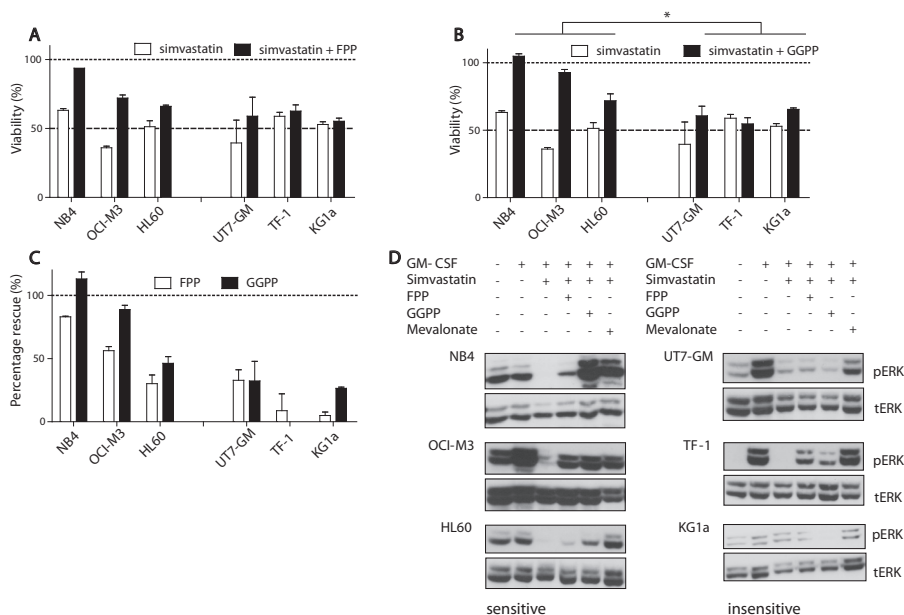 A
simvastatin
simvastatin + FPP
Viability (%)
100
50
0
NB4
OCI-M3
HL60
UT7-GM
TF-1
KG1a
B
*
simvastatin
simvastatin + GGPP
Viability (%)
100
50
0
NB4
OCI-M3
HL60
UT7-GM
TF-1
KG1a
C
FPP
GGPP
Percentage rescue (%)
100
50
0
NB4
OCI-M3
HL60
UT7-GM
TF-1
KG1a
D
GM-CSF - + + + + +
Simvastatin - - + + + +
FPP - - - + - -
GGPP - - - - + -
Mevalonate - - - - - +
NB4
OCI-M3
HL60
sensitive
GM-CSF - + + + + +
Simvastatin - - + + + +
FPP - - - + - -
GGPP - - - - + -
Mevalonate - - - - - +
UT7-GM
pERK
tERK
TF-1
pERK
tERK
KG1a
pERK
tERK
insensitive